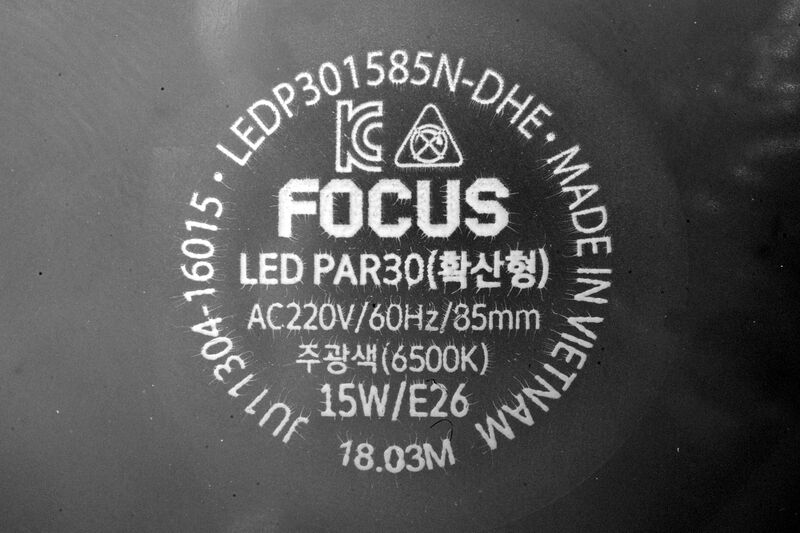 JU11304-16015 · LEDP301585N-DHE · MADE IN VIETNAM
KC
FOCUS
LED PAR30(확산형)
AC220V/60Hz/85mm
주광색(6500K)
15W/E26
18.03M